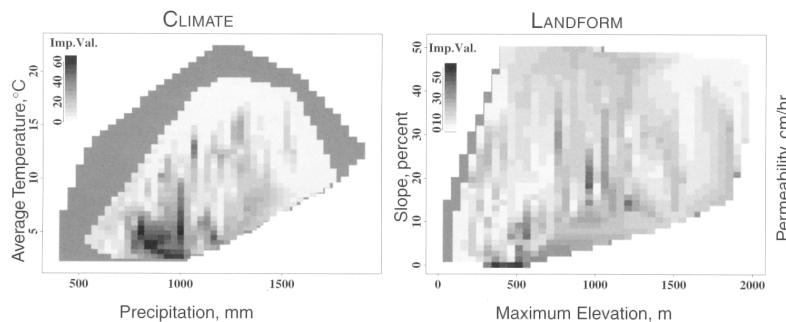 CLIMATE
Imp.Val.
0 20 40 60
Average Temperature,°C
5 10 15 20
500 1000 1500
Precipitation, mm
LANDFORM
Imp.Val.
010 30 50
Slope, percent
0 10 20 30 40 50
0 500 1000 1500 2000
Maximum Elevation, m
Permeability, cm/hr